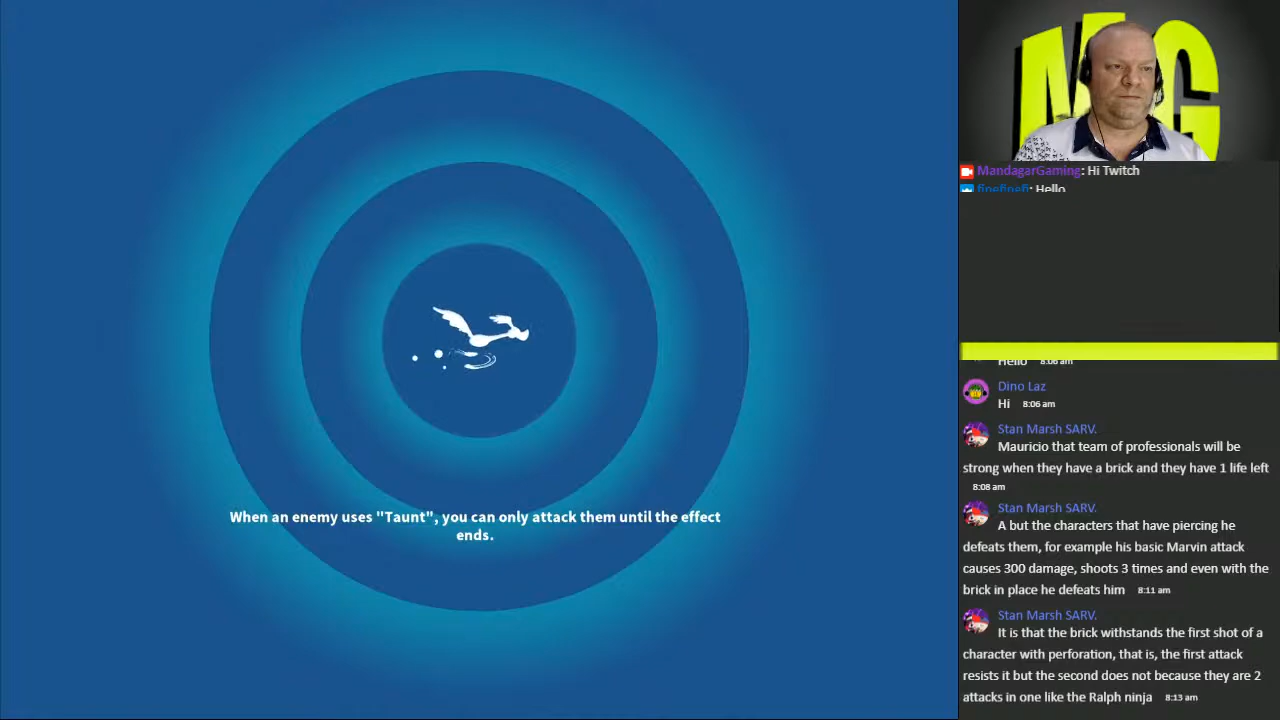 MG
MandagarGaming: Hi Twitch
finefinefi: Hello
Hello 8:06 am
Dino Laz
Hi 8:06 am
Stan Marsh SARV.
Mauricio that team of professionals will be
strong when they have a brick and they have 1 life left
8:08 am
Stan Marsh SARV.
A but the characters that have piercing he
defeats them, for example his basic Marvin attack
causes 300 damage, shoots 3 times and even with the
brick in place he defeats him 8:11 am
Stan Marsh SARV.
It is that the brick withstands the first shot of a
character with perforation, that is, the first attack
resists it but the second does not because they are 2
attacks in one like the Ralph ninja 8:13 am
When an enemy uses "Taunt", you can only attack them until the effect
ends.